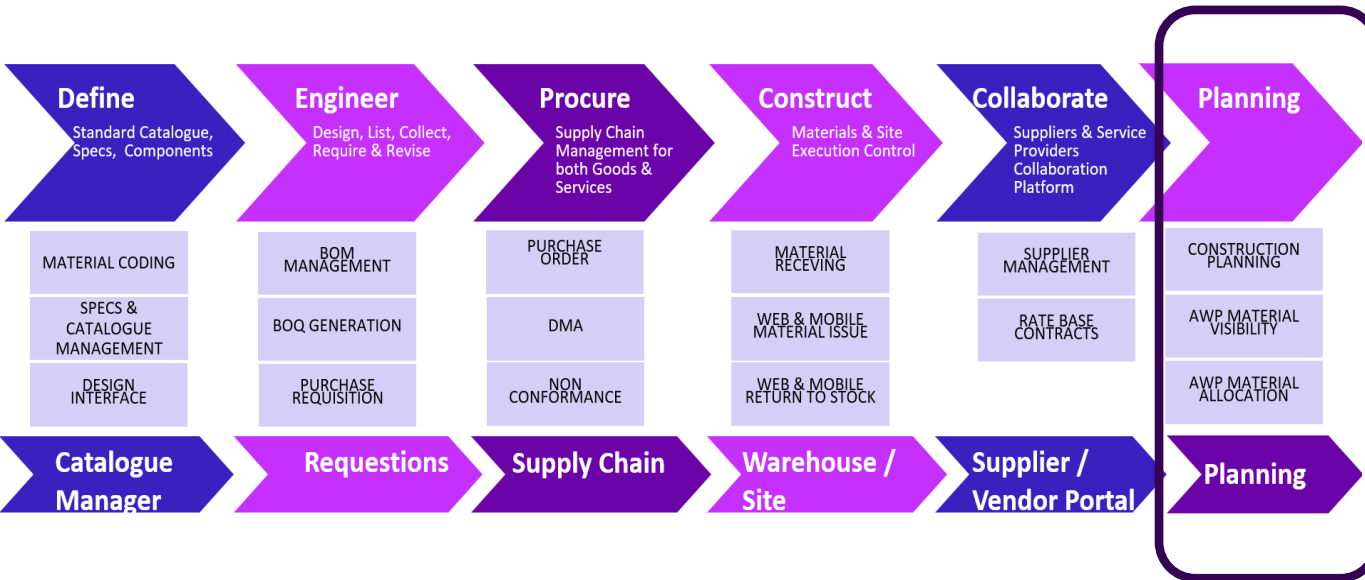 Define
Standard Catalogue,
Specs, Components
Engineer
Design, List, Collect,
Require & Revise
Procure
Supply Chain
Management for
both Goods &
Services
Construct
Materials & Site
Execution Control
Collaborate
Suppliers & Service
Providers
Collaboration
Platform
Planning
MATERIAL CODING
SPECS &
CATALOGUE
MANAGEMENT
DESIGN
INTERFACE
BOM
MANAGEMENT
BOQ GENERATION
PURCHASE
REQUISITION
PURCHASE
ORDER
DMA
NON
CONFORMANCE
MATERIAL
RECEVING
WEB & MOBILE
MATERIAL ISSUE
WEB & MOBILE
RETURN TO STOCK
SUPPLIER
MANAGEMENT
RATE BASE
CONTRACTS
CONSTRUCTION
PLANNING
AWP MATERIAL
VISIBILITY
AWP MATERIAL
ALLOCATION
Catalogue
Manager
Requestions
Supply Chain
Warehouse /
Site
Supplier /
Vendor Portal
Planning